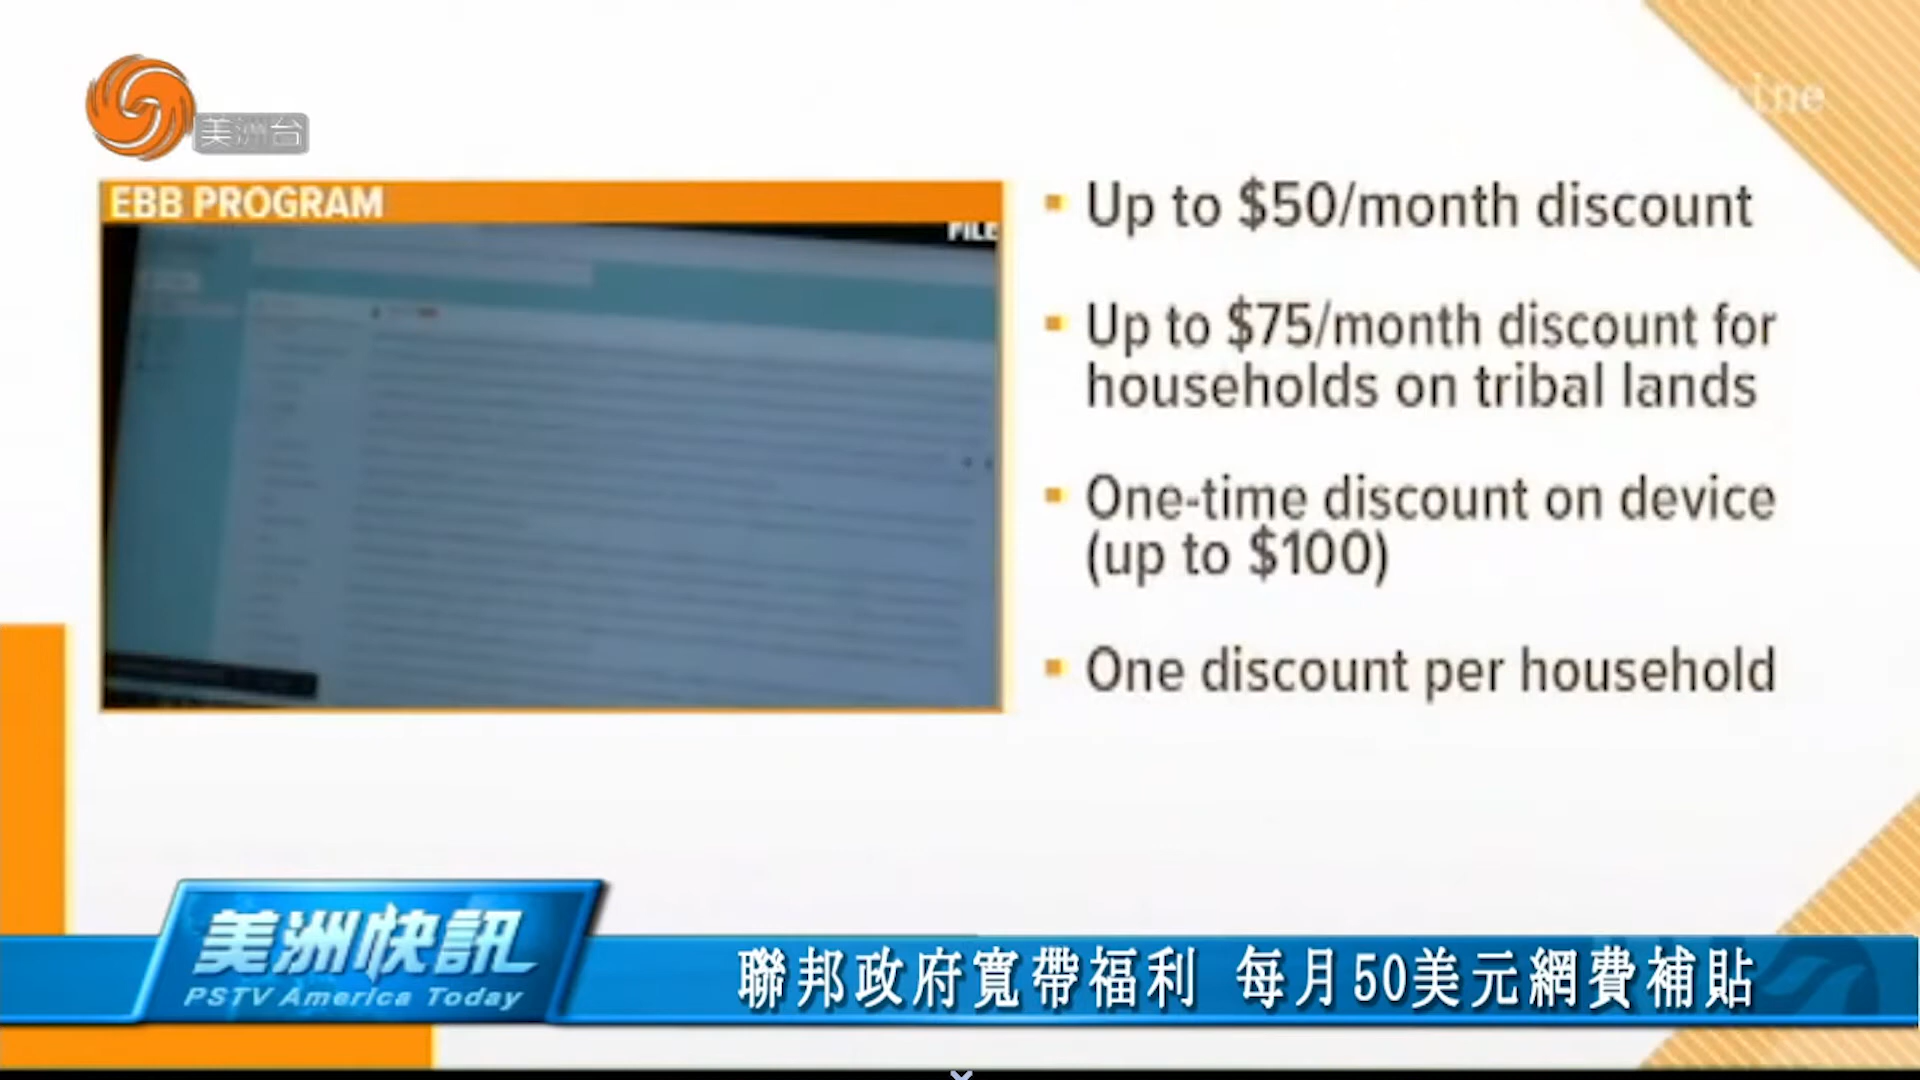 美洲台
ine
EBB PROGRAM
FILE
Up to $50/month discount
Up to $75/month discount for
households on tribal lands
One-time discount on device
(up to $100)
One discount per household
美洲快訊
PSTV America Today
聯邦政府寬帶福利 每月50美元網費補貼